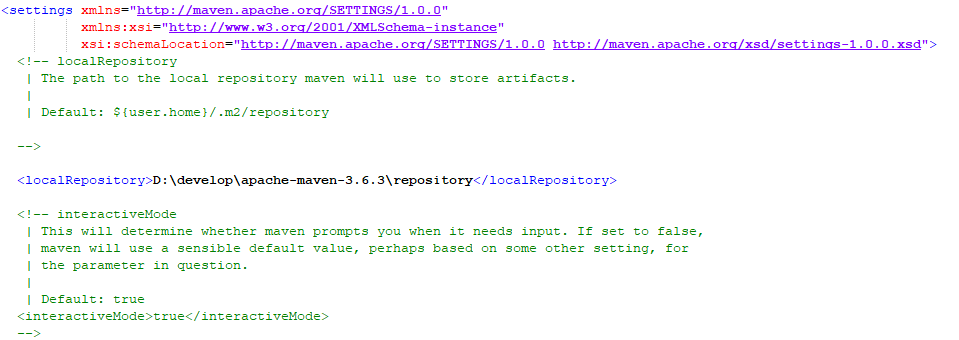 <settings xmlns="http://maven.apache.org/SETTINGS/1.0.0"
xmlns:xsi="http://www.w3.org/2001/XMLSchema-instance"
xsi:schemaLocation="http://maven.apache.org/SETTINGS/1.0.0 http://maven.apache.org/xsd/settings-1.0.0.xsd">
<!-- localRepository
| The path to the local repository maven will use to store artifacts.
|
| Default: ${user.home}/.m2/repository
-->
<localRepository>D:\develop\apache-maven-3.6.3\repository</localRepository>
<!-- interactiveMode
| This will determine whether maven prompts you when it needs input. If set to false,
| maven will use a sensible default value, perhaps based on some other setting, for
| the parameter in question.
|
| Default: true
<interactiveMode>true</interactiveMode>
-->